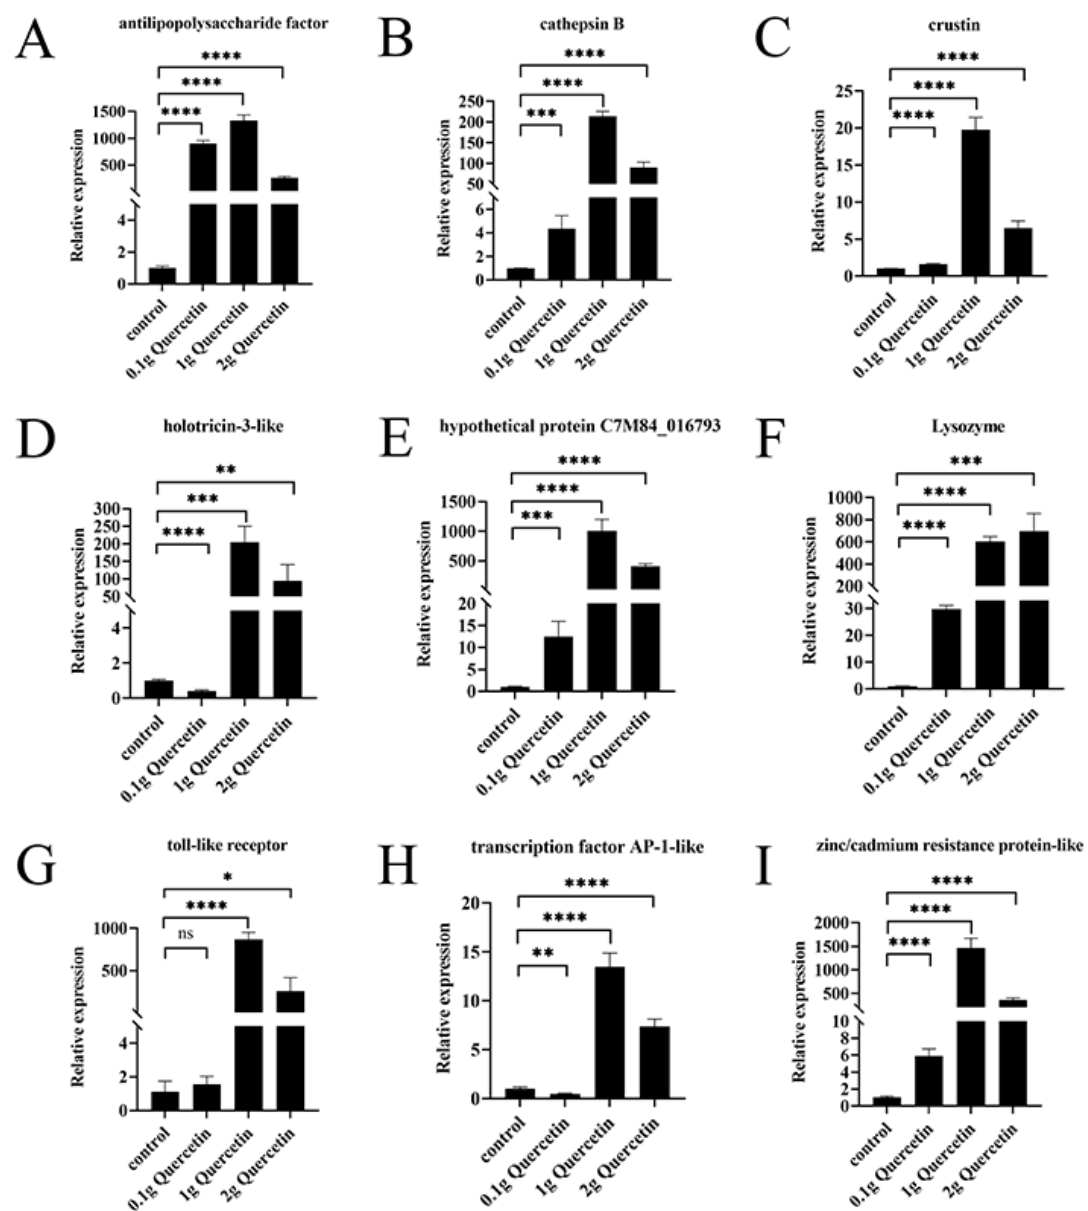 A
antilipopolysaccharide factor
****
****
****
1500
1000
500
4
2
0
Relative expression
control
0.1g Quercetin
1g Quercetin
2g Quercetin
B
cathepsin B
****
****
***
250
200
150
100
50
6
4
2
0
Relative expression
control
0.1g Quercetin
1g Quercetin
2g Quercetin
C
crustin
****
****
****
25
20
15
10
5
0
Relative expression
control
0.1g Quercetin
1g Quercetin
2g Quercetin
D
holotricin-3-like
**
***
****
300
250
200
150
100
50
4
2
0
Relative expression
control
0.1g Quercetin
1g Quercetin
2g Quercetin
E
hypothetical protein C7M84_016793
****
****
***
1500
1000
500
20
15
10
5
0
Relative expression
control
0.1g Quercetin
1g Quercetin
2g Quercetin
F
Lysozyme
***
****
****
1000
800
600
400
200
30
20
10
0
Relative expression
control
0.1g Quercetin
1g Quercetin
2g Quercetin
G
toll-like receptor
*
****
ns
1000
500
4
2
0
Relative expression
control
0.1g Quercetin
1g Quercetin
2g Quercetin
H
transcription factor AP-1-like
****
****
**
20
15
10
5
0
Relative expression
control
0.1g Quercetin
1g Quercetin
2g Quercetin
I
zinc/cadmium resistance protein-like
****
****
****
2000
1500
1000
500
10
8
6
4
2
0
Relative expression
control
0.1g Quercetin
1g Quercetin
2g Quercetin